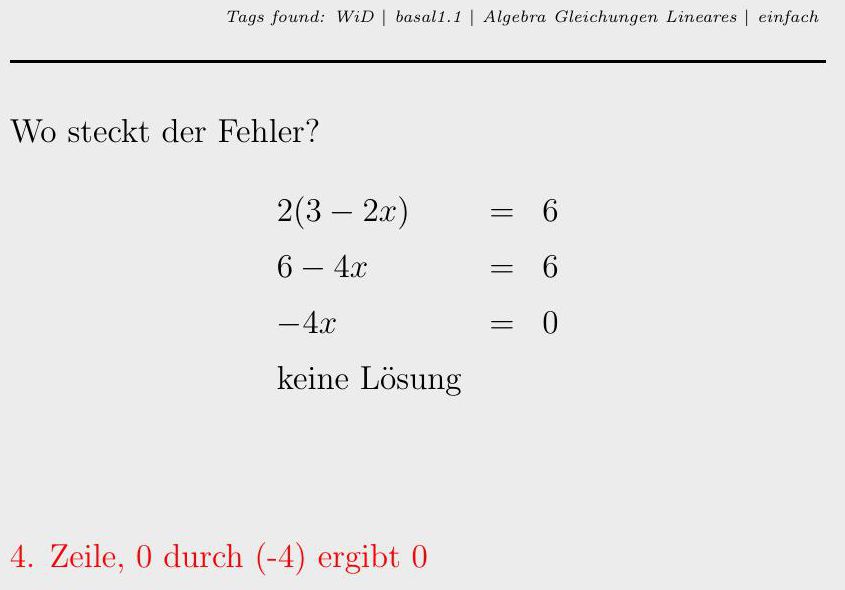 Tags found: WiD | basal1.1 | Algebra Gleichungen Lineares | einfach
Wo steckt der Fehler?
2(3 − 2x) = 6
6 − 4x = 6
−4x = 0
keine Lösung
4. Zeile, 0 durch (-4) ergibt 0